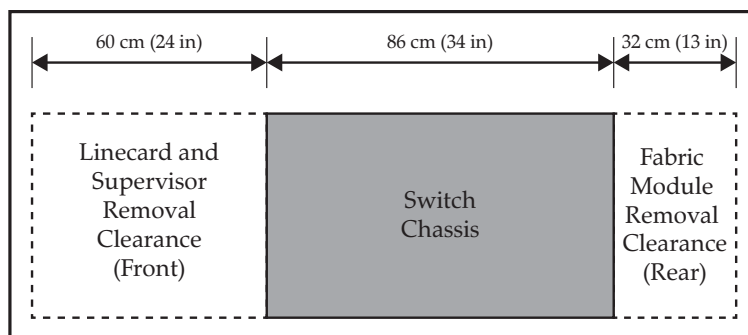 60 cm (24 in)
86 cm (34 in)
32 cm (13 in)
Linecard and
Supervisor
Removal
Clearance
(Front)
Switch
Chassis
Fabric
Module
Removal
Clearance
(Rear)